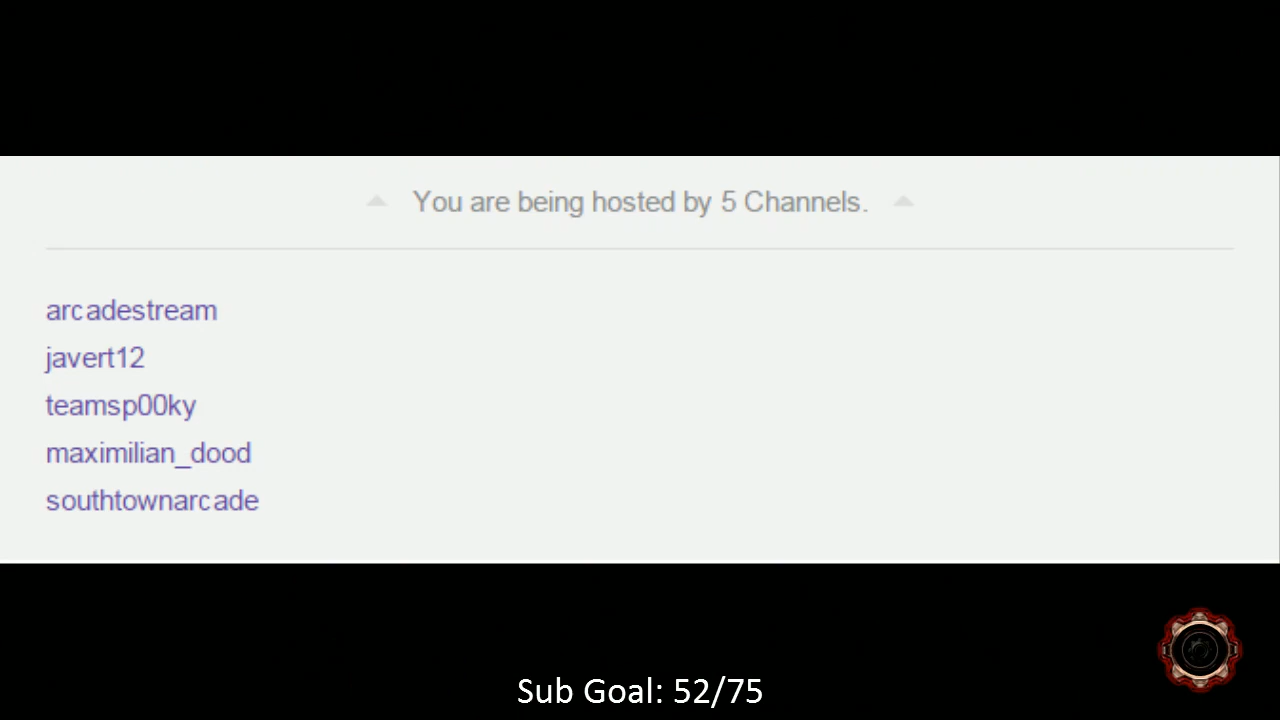 You are being hosted by 5 Channels.
arcadestream
javert12
teamsp00ky
maximilian_dood
southtownarcade
Sub Goal: 52/75